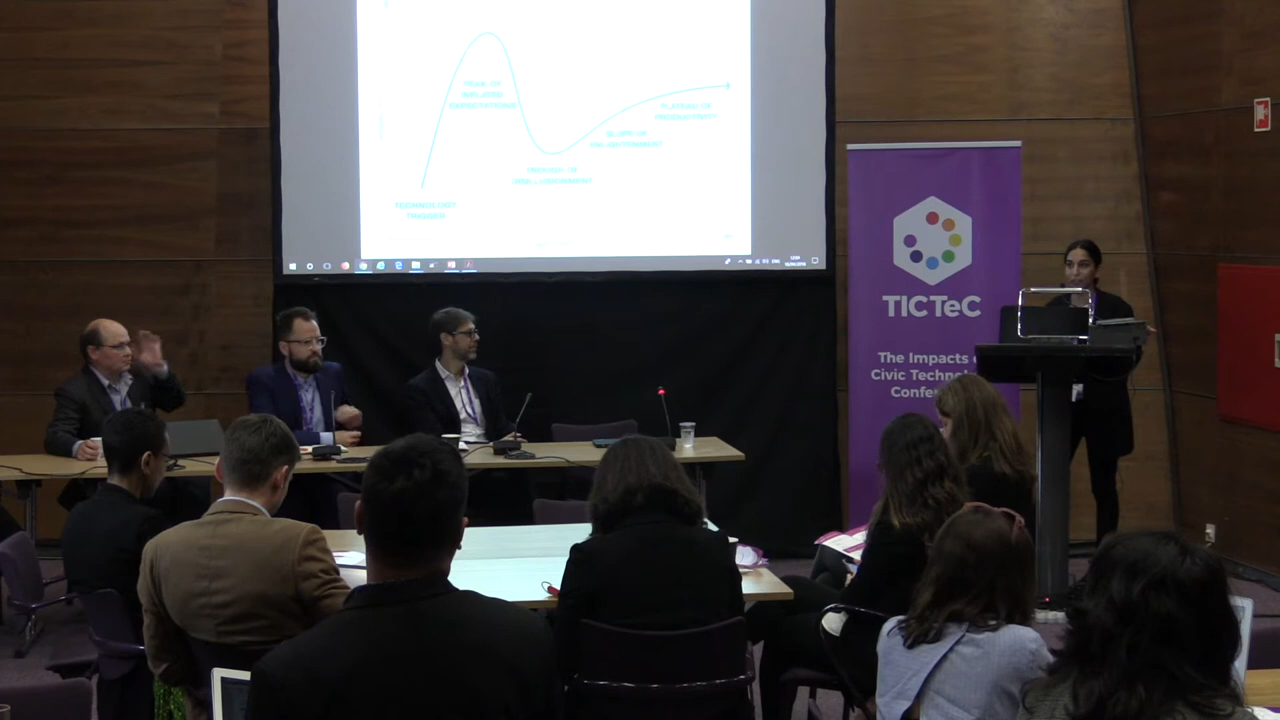 PEAK OF
INFLATED
EXPECTATIONS
PLATEAU OF
PRODUCTIVITY
SLOPE OF
ENLIGHTENMENT
TROUGH OF
DISILLUSIONMENT
TECHNOLOGY
TRIGGER
TICTeC
The Impacts
Civic Technol
Confe